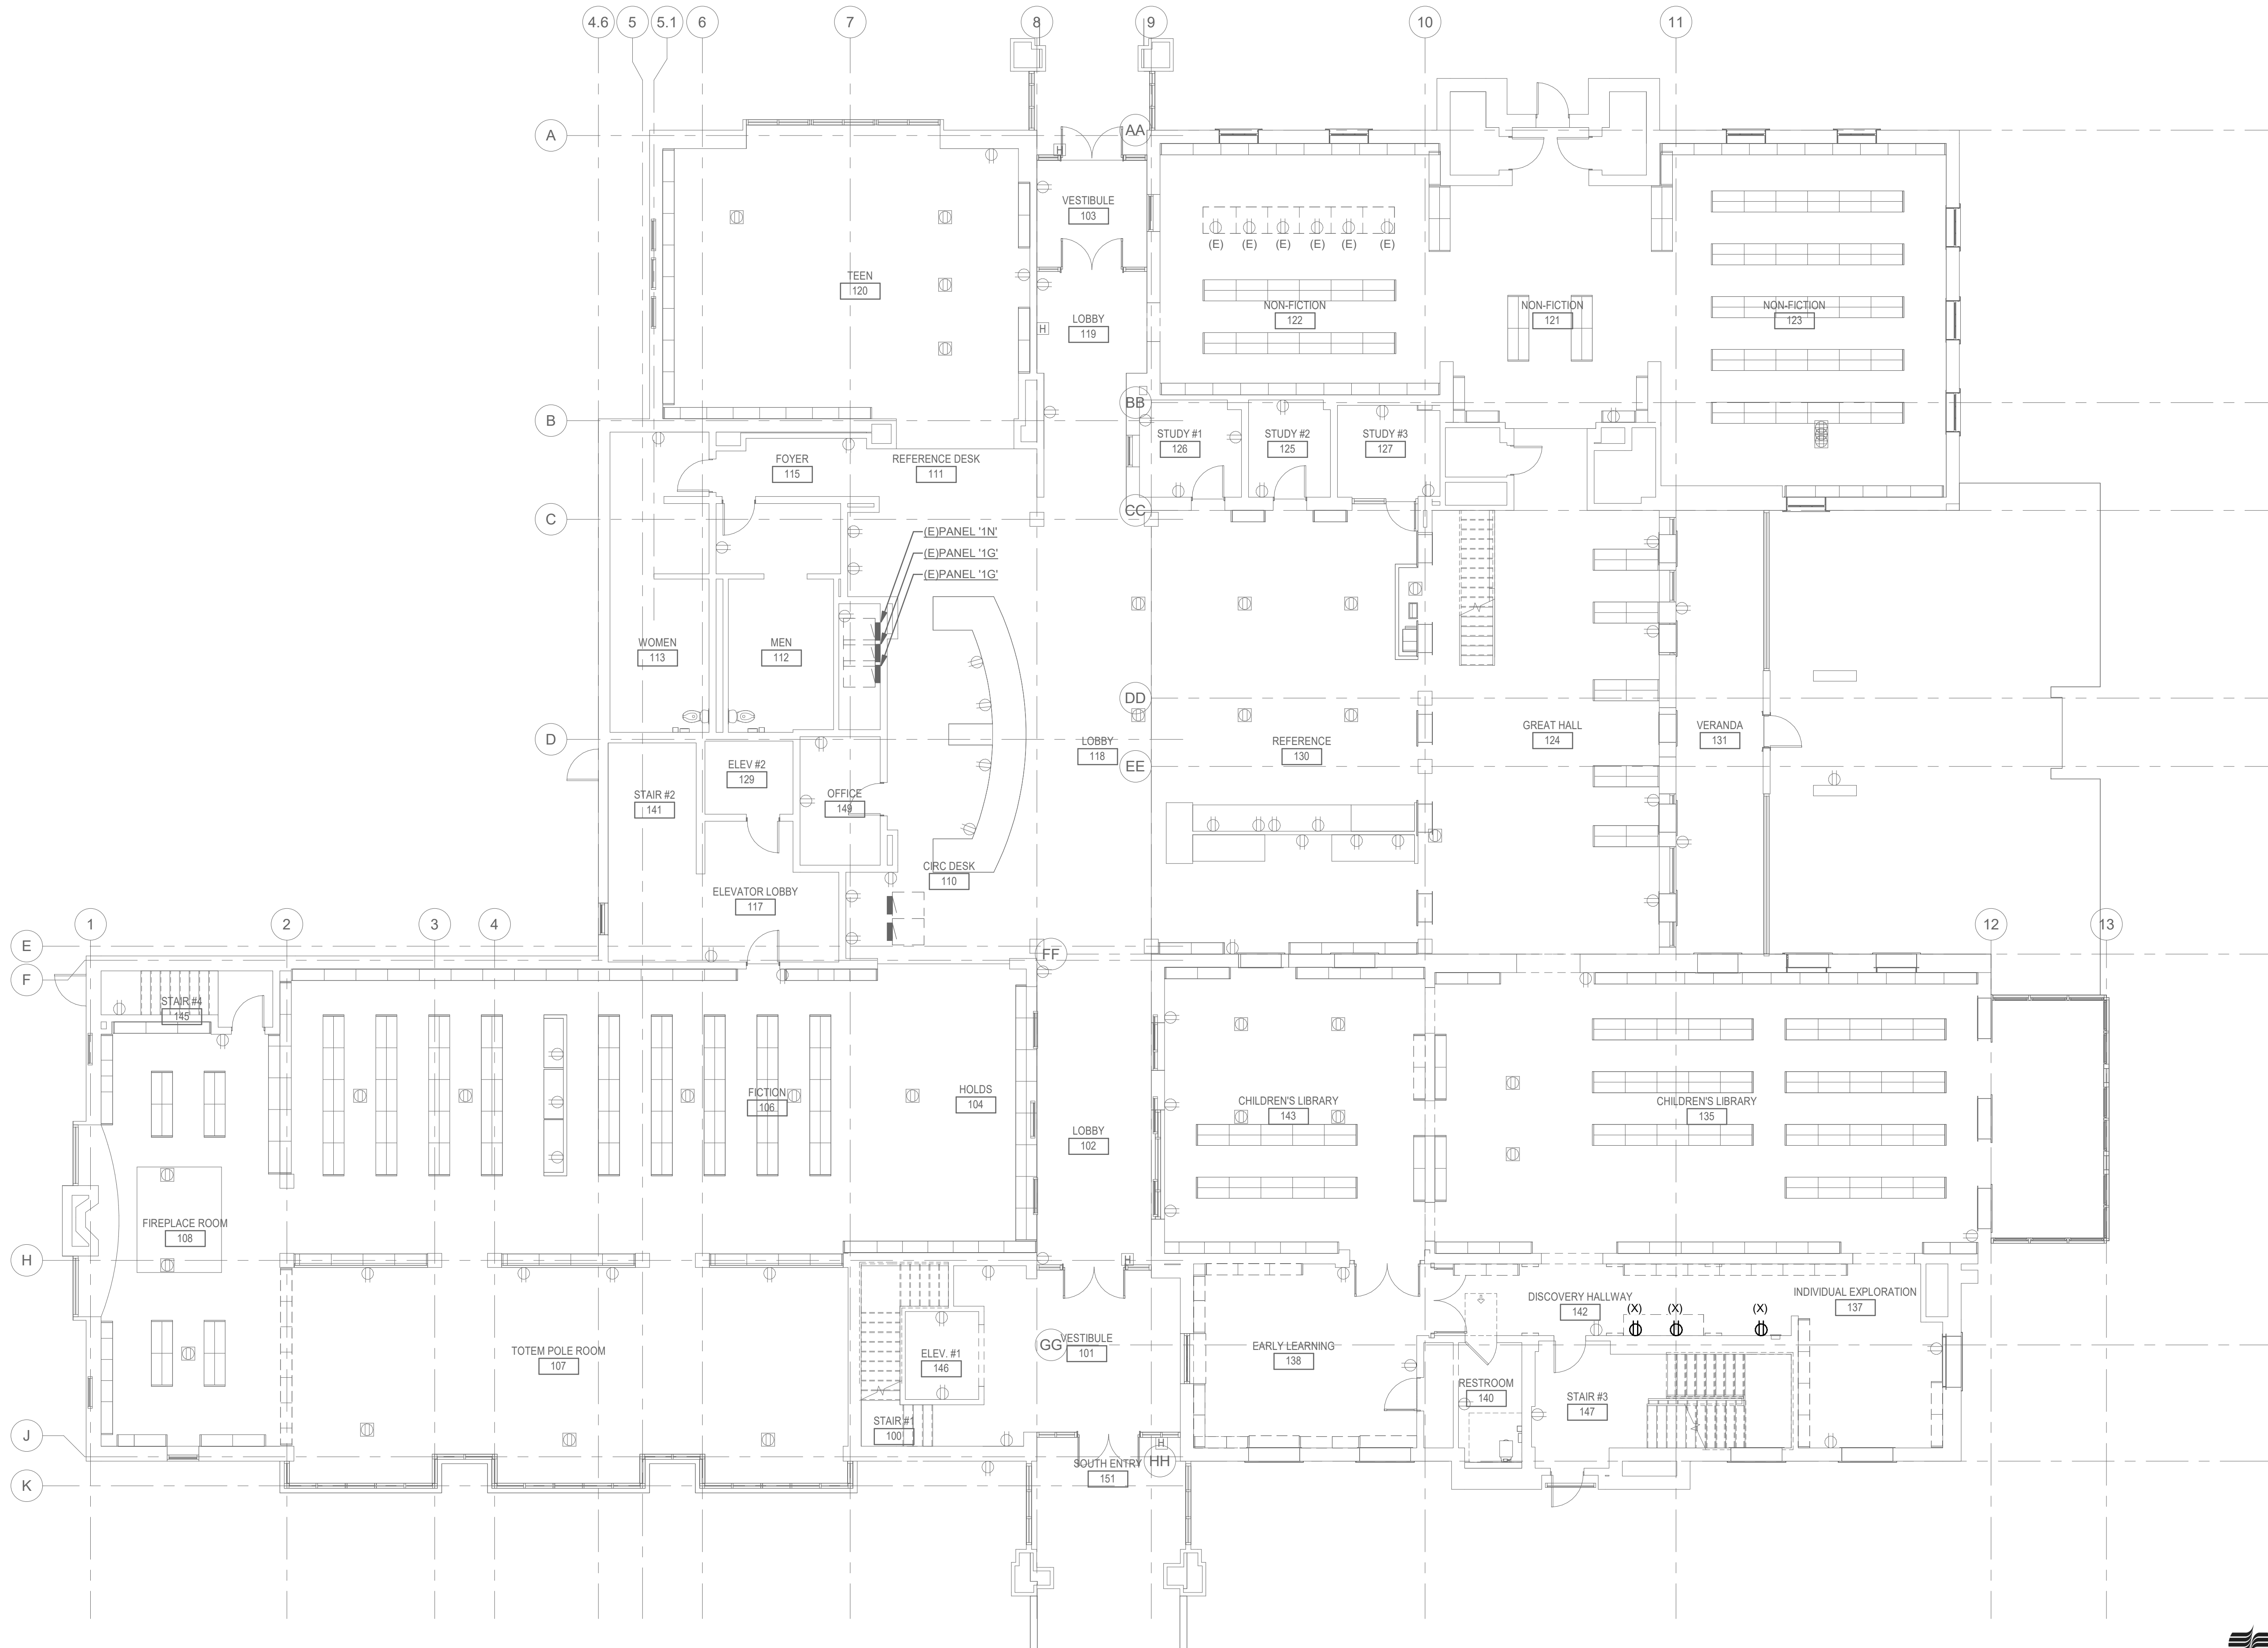 4.6 5 5.1 6 7 8 9 10 11
A
AA
VESTIBULE
103
(E) (E) (E) (E) (E) (E)
TEEN
120
NON-FICTION
122
NON-FICTION
121
NON-FICTION
123
LOBBY
119
H
H
BB
B
STUDY #1
126
STUDY #2
125
STUDY #3
127
FOYER
115
REFERENCE DESK
111
C
CC
(E)PANEL '1N'
(E)PANEL '1G'
(E)PANEL '1G'
WOMEN
113
MEN
112
DD
D
LOBBY
118
REFERENCE
130
GREAT HALL
124
VERANDA
131
EE
ELEV #2
129
STAIR #2
141
OFFICE
149
CIRC DESK
110
ELEVATOR LOBBY
117
1 2 3 4
12 13
E
FF
F
STAIR #4
145
FICTION
106
HOLDS
104
CHILDREN'S LIBRARY
143
CHILDREN'S LIBRARY
135
LOBBY
102
FIREPLACE ROOM
108
H
H
DISCOVERY HALLWAY
142
INDIVIDUAL EXPLORATION
137
(X) (X) (X)
GG
VESTIBULE
101
TOTEM POLE ROOM
107
ELEV. #1
146
EARLY LEARNING
138
RESTROOM
140
STAIR #3
147
STAIR #1
100
J
H
HH
SOUTH ENTRY
151
K